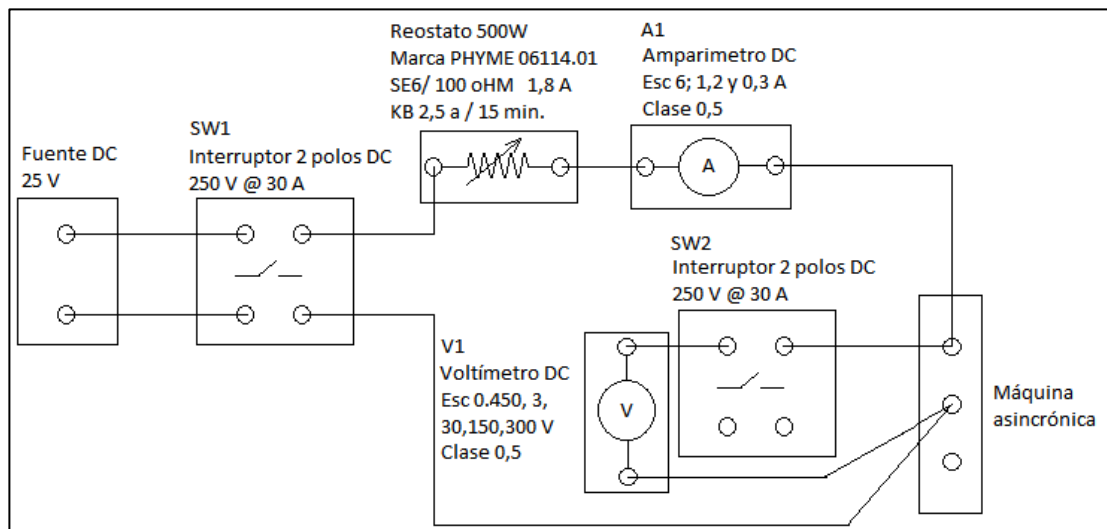 Reostato 500W
Marca PHYME 06114.01
SE6/ 100 oHM 1,8 A
KB 2,5 a / 15 min.
A1
Amparimetro DC
Esc 6; 1,2 y 0,3 A
Clase 0,5
SW1
Interruptor 2 polos DC
250 V @ 30 A
Fuente DC
25 V
A
SW2
Interruptor 2 polos DC
250 V @ 30 A
V1
Voltímetro DC
Esc 0.450, 3,
30,150,300 V
Clase 0,5
V
Máquina
asincrónica